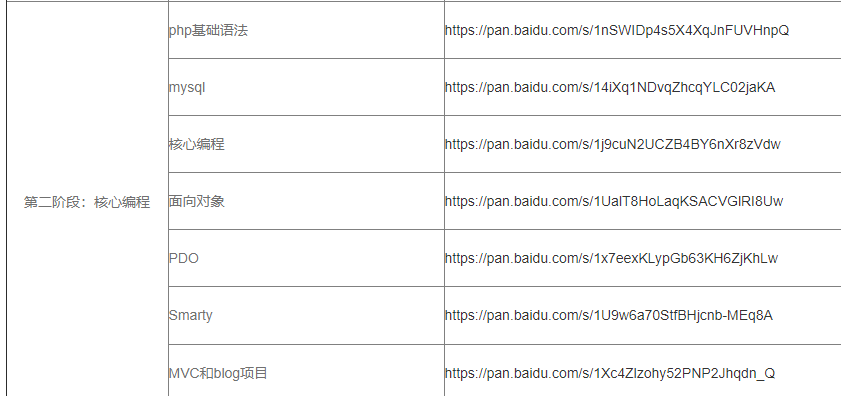 php基础语法 https://pan.baidu.com/s/1nSWIDp4s5X4XqJnFUVHnpQ
mysql https://pan.baidu.com/s/14iXq1NDvqZhcqYLC02jaKA
核心编程 https://pan.baidu.com/s/1j9cuN2UCZB4BY6nXr8zVdw
第二阶段：核心编程 面向对象 https://pan.baidu.com/s/1UalT8HoLaqKSACVGlRI8Uw
PDO https://pan.baidu.com/s/1x7eexKLypGb63KH6ZjKhLw
Smarty https://pan.baidu.com/s/1U9w6a70StfBHjcnb-MEq8A
MVC和blog项目 https://pan.baidu.com/s/1Xc4ZIzohy52PNP2Jhqdn_Q